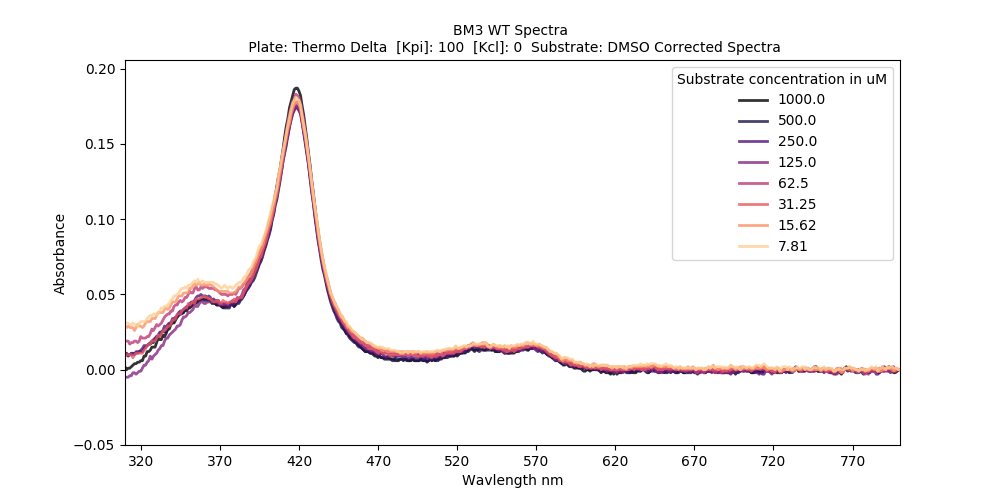 BM3 WT Spectra
Plate: Thermo Delta  [Kpi]: 100  [Kcl]: 0  Substrate: DMSO Corrected Spectra
Substrate concentration in uM
1000.0
500.0
250.0
125.0
62.5
31.25
15.62
7.81
Absorbance
0.20
0.15
0.10
0.05
0.00
−0.05
320 370 420 470 520 570 620 670 720 770
Wavlength nm